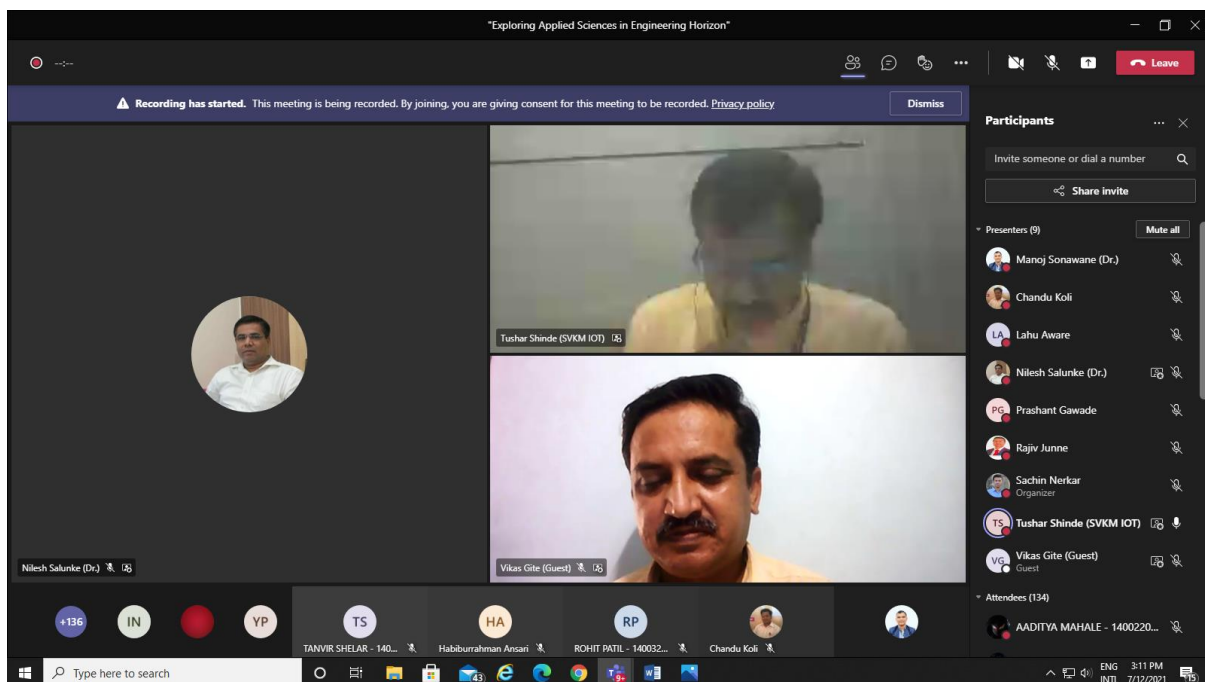 "Exploring Applied Sciences in Engineering Horizon"
--:--
Leave
Recording has started. This meeting is being recorded. By joining, you are giving consent for this meeting to be recorded. Privacy policy
Dismiss
Participants
Invite someone or dial a number
Share invite
Presenters (9)
Mute all
Manoj Sonawane (Dr.)
Chandu Koli
LA
Lahu Aware
Nilesh Salunke (Dr.)
PG
Prashant Gawade
Rajiv Junne
Sachin Nerkar
Organizer
TS
Tushar Shinde (SVKM IOT)
VG
Vikas Gite (Guest)
Guest
Attendees (134)
AADITYA MAHALE - 1400220...
Tushar Shinde (SVKM IOT)
Nilesh Salunke (Dr.)
Vikas Gite (Guest)
+136
IN
YP
TS
TANVIR SHELAR - 140...
HA
Habiburrahman Ansari
RP
ROHIT PATIL - 140032...
Chandu Koli
Type here to search
43
9+
ENG
INTL
3:11 PM
7/12/2021
15